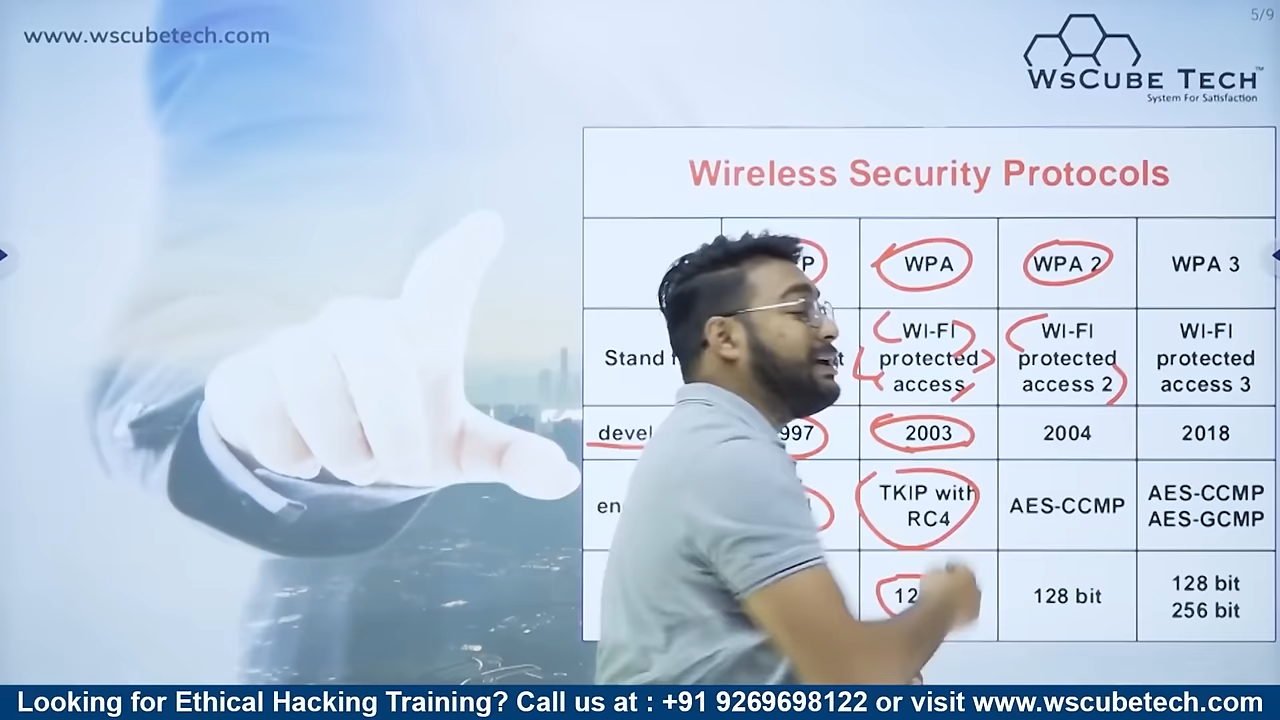 www.wscubetech.com
5/9
WsCube Tech™
System For Satisfaction
Wireless Security Protocols
WPA
WPA 2
WPA 3
Stand
WI-FI
protected
access
WI-FI
protected
access 2
WI-FI
protected
access 3
2003
2004
2018
TKIP with
RC4
AES-CCMP
AES-CCMP
AES-GCMP
128 bit
128 bit
256 bit
Looking for Ethical Hacking Training? Call us at : +91 9269698122 or visit www.wscubetech.com